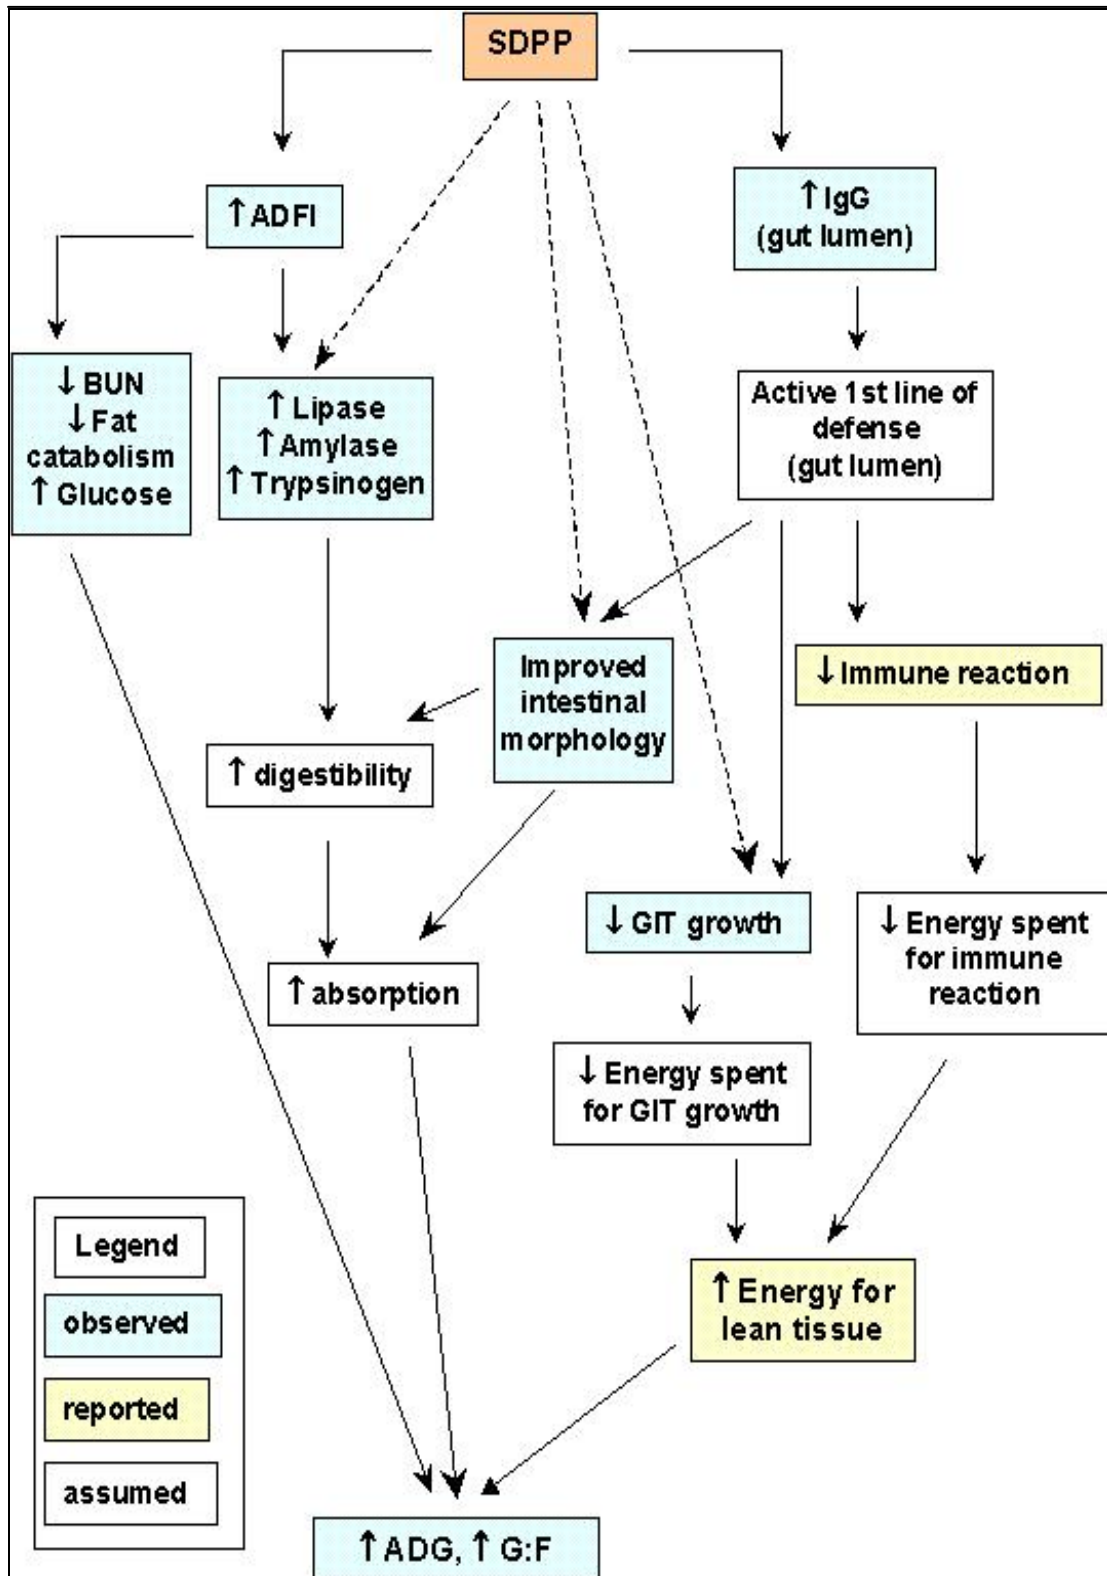 SDPP
↑ADFI
↑IgG
(gut lumen)
↓BUN
↓Fat
catabolism
↑ Glucose
↑ Lipase
↑Amylase
↑Trypsinogen
Active 1st line of
defense
(gut lumen)
Improved
intestinal
morphology
↓Immune reaction
↑ digestibility
↓ GIT growth
↓ Energy spent
for immune
reaction
↑absorption
↓ Energy spent
for GIT growth
↑ Energy for
lean tissue
Legend
observed
reported
assumed
↑ADG, ↑ G:F